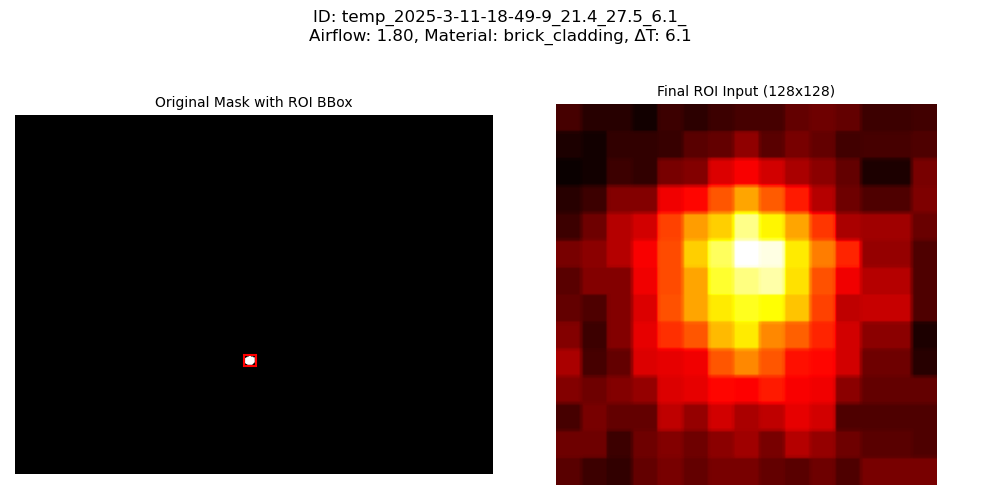 ID: temp_2025-3-11-18-49-9_21.4_27.5_6.1_
Airflow: 1.80, Material: brick_cladding, ΔT: 6.1
Original Mask with ROI BBox
Final ROI Input (128x128)